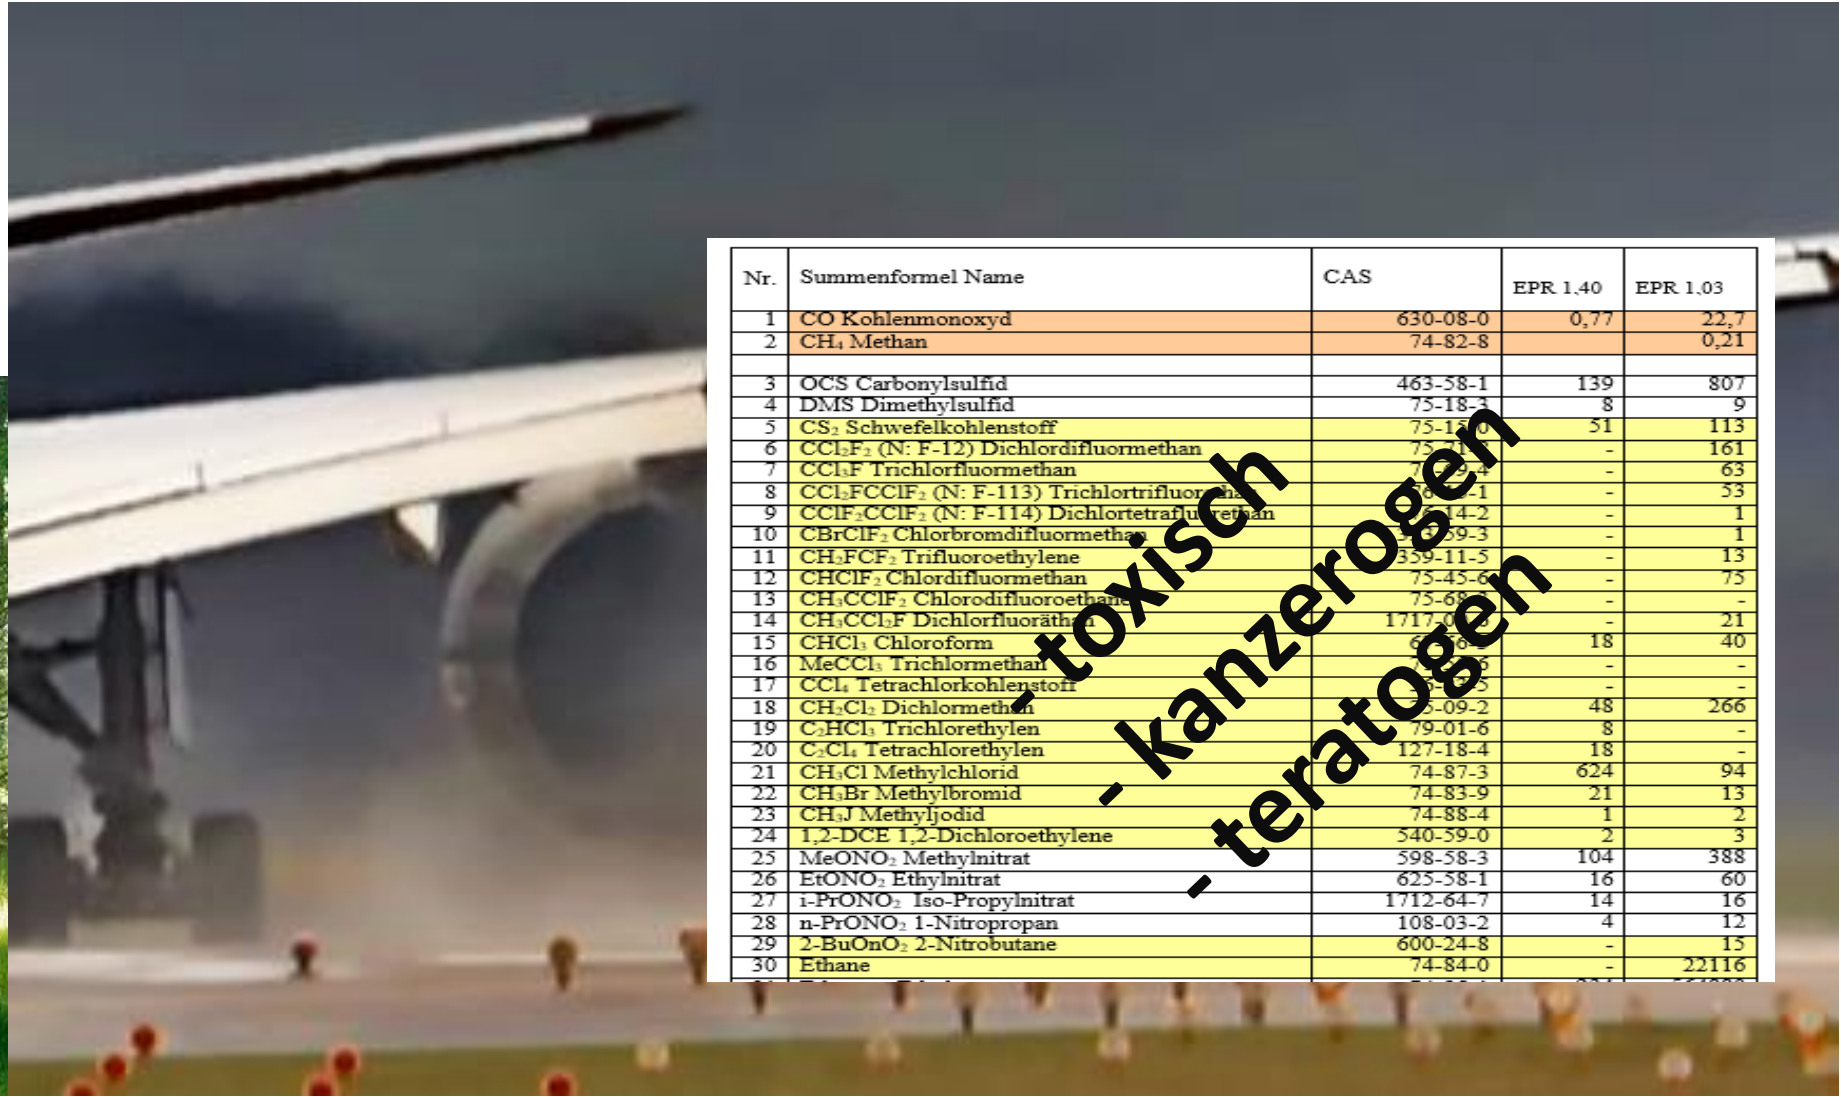 Nr. Summenformel Name CAS EPR 1,40 EPR 1,03
1 CO Kohlenmonoxyd 630-08-0 0,77 22,7
2 CH₄ Methan 74-82-8 0,21
3 OCS Carbonylsulfid 463-58-1 139 807
4 DMS Dimethylsulfid 75-18-3 8 9
5 CS₂ Schwefelkohlenstoff 51 113
6 CCl₂F₂ (N: F-12) Dichlordifluormethan - 161
7 CCl₃F Trichlorfluormethan - 63
8 CCl₂FCClF₂ (N: F-113) - 53
9 CClF₂CClF₂ (N: F-114) - 1
10 CBrClF₂ Chlorbromdifluormethan - 1
11 CH₂FCF₂ Trifluoroethylene 359-11-5 - 13
12 CHClF₂ Chlordifluormethan 75-45-6 - 75
13 CH₃CClF₂ Chlorodifluoroethane - -
14 CH₃CCl₂F Dichlorfluoräthan - 21
15 CHCl₃ Chloroform 18 40
16 MeCCl₃ Trichlormethan - -
17 CCl₄ Tetrachlorkohlenstoff - -
18 CH₂Cl₂ Dichlormethan 48 266
19 C₂HCl₃ Trichlorethylen 79-01-6 8 -
20 C₂Cl₄ Tetrachlorethylen 127-18-4 18 -
21 CH₃Cl Methylchlorid 74-87-3 624 94
22 CH₃Br Methylbromid 74-83-9 21 13
23 CH₃J Methyljodid 74-88-4 1 2
24 1,2-DCE 1,2-Dichloroethylene 540-59-0 2 3
25 MeONO₂ Methylnitrat 598-58-3 104 388
26 EtONO₂ Ethylnitrat 625-58-1 16 60
27 i-PrONO₂ Iso-Propylnitrat 1712-64-7 14 16
28 n-PrONO₂ 1-Nitropropan 108-03-2 4 12
29 2-BuOnO₂ 2-Nitrobutane 600-24-8 - 15
30 Ethane 74-84-0 - 22116
- toxisch
- kanzerogen
- teratogen